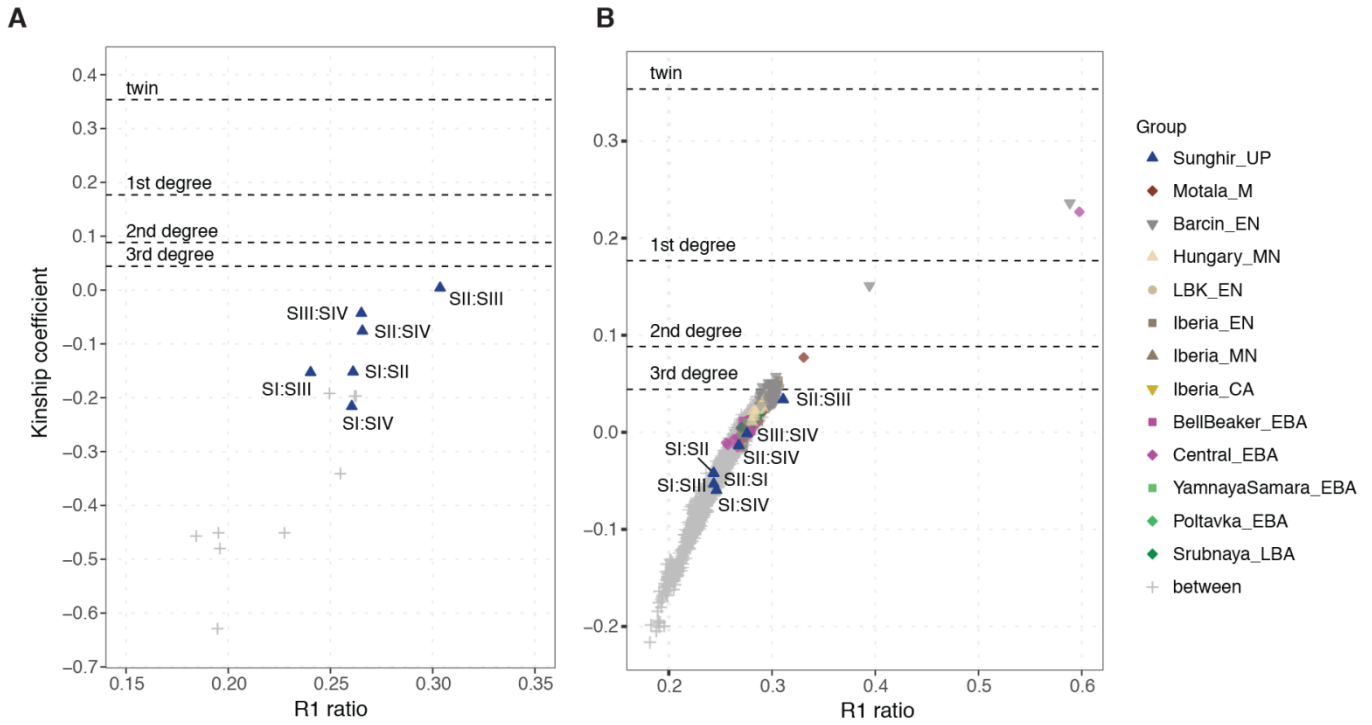 A
Kinship coefficient
0.4
0.3
0.2
0.1
0.0
−0.1
−0.2
−0.3
−0.4
−0.5
−0.6
−0.7
twin
1st degree
2nd degree
3rd degree
SII:SIII
SIII:SIV
SII:SIV
SI:SII
SI:SIII
SI:SIV
0.15
0.20
0.25
0.30
0.35
R1 ratio
B
0.3
0.2
0.1
0.0
−0.1
−0.2
twin
1st degree
2nd degree
3rd degree
SII:SIII
SIII:SIV
SI:SII
SII:SIV
SII:SI
SI:SIII
SI:SIV
0.2
0.3
0.4
0.5
0.6
R1 ratio
Group
Sunghir_UP
Motala_M
Barcin_EN
Hungary_MN
LBK_EN
Iberia_EN
Iberia_MN
Iberia_CA
BellBeaker_EBA
Central_EBA
YamnayaSamara_EBA
Poltavka_EBA
Srubnaya_LBA
between